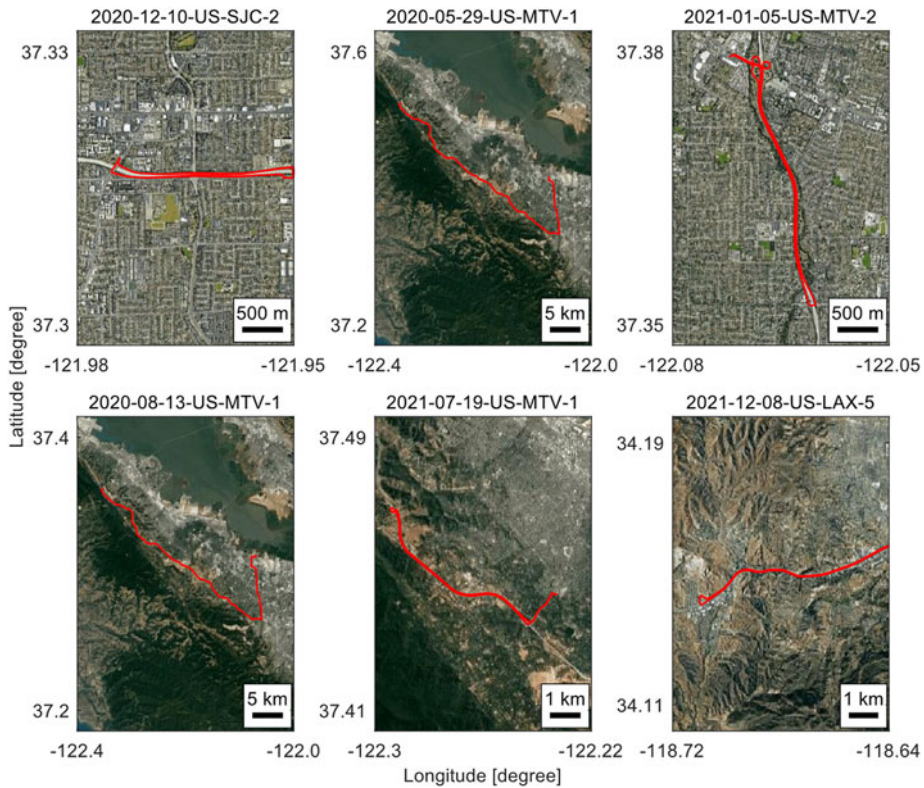 2020-12-10-US-SJC-2
2020-05-29-US-MTV-1
2021-01-05-US-MTV-2
37.33
37.6
37.38
500 m
5 km
500 m
37.3
37.2
37.35
-121.98
-121.95
-122.4
-122.0
-122.08
-122.05
Latitude [degree]
2020-08-13-US-MTV-1
2021-07-19-US-MTV-1
2021-12-08-US-LAX-5
37.4
37.49
34.19
5 km
1 km
1 km
37.2
37.41
34.11
-122.4
-122.0
-122.3
-122.22
-118.72
-118.64
Longitude [degree]